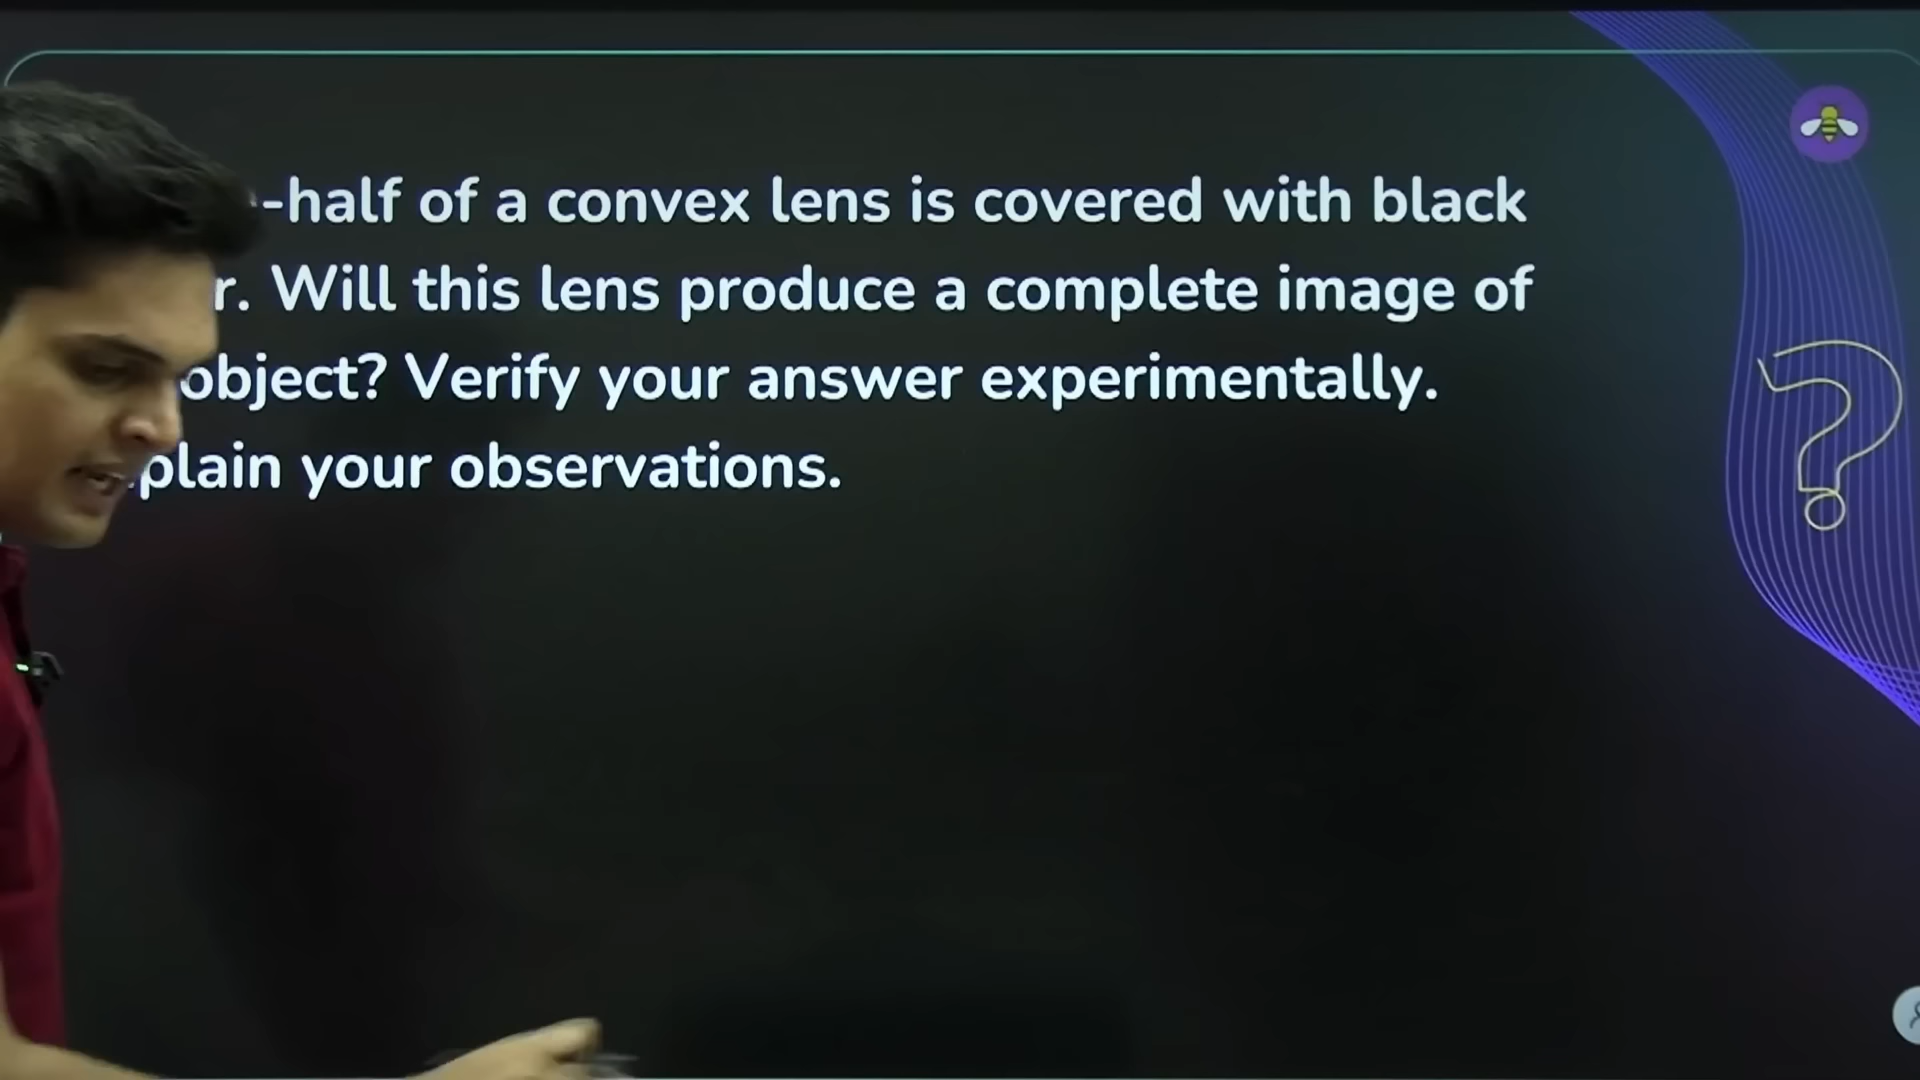 -half of a convex lens is covered with black
r. Will this lens produce a complete image of
object? Verify your answer experimentally.
plain your observations.